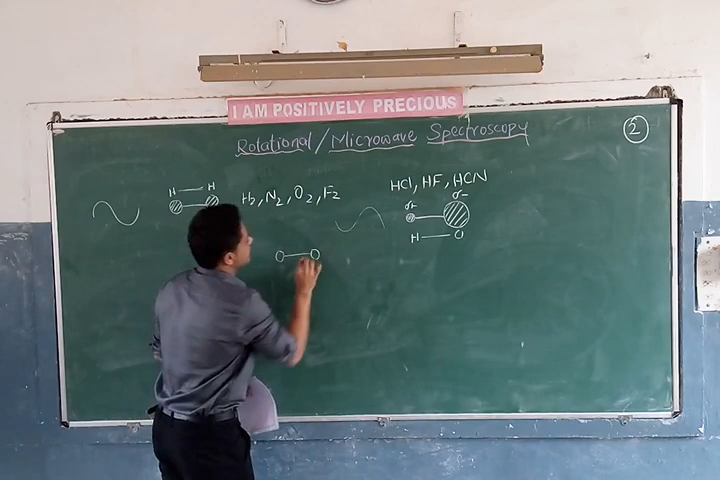 I AM POSITIVELY PRECIOUS
Rotational/Microwave Spectroscopy
2
H — H
H₂, N₂, O₂, F₂
HCl, HF, HCN
δ+ δ−
H — Cl